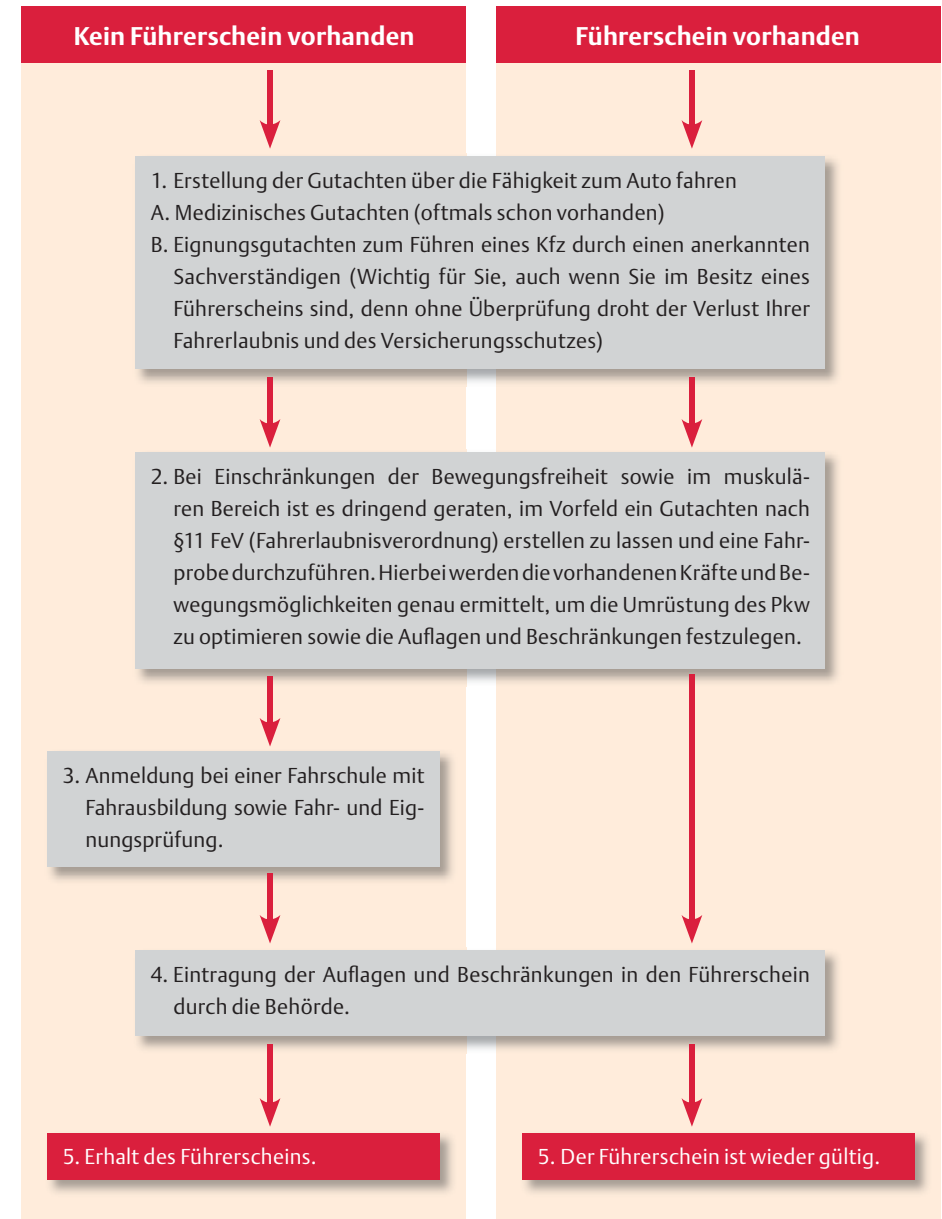 Kein Führerschein vorhanden
Führerschein vorhanden
1. Erstellung der Gutachten über die Fähigkeit zum Auto fahren
A. Medizinisches Gutachten (oftmals schon vorhanden)
B. Eignungsgutachten zum Führen eines Kfz durch einen anerkannten
Sachverständigen (Wichtig für Sie, auch wenn Sie im Besitz eines
Führerscheins sind, denn ohne Überprüfung droht der Verlust Ihrer
Fahrerlaubnis und des Versicherungsschutzes)
2. Bei Einschränkungen der Bewegungsfreiheit sowie im muskulä-
ren Bereich ist es dringend geraten, im Vorfeld ein Gutachten nach
§11 FeV (Fahrerlaubnisverordnung) erstellen zu lassen und eine Fahr-
probe durchzuführen. Hierbei werden die vorhandenen Kräfte und Be-
wegungsmöglichkeiten genau ermittelt, um die Umrüstung des Pkw
zu optimieren sowie die Auflagen und Beschränkungen festzulegen.
3. Anmeldung bei einer Fahrschule mit
Fahrausbildung sowie Fahr- und Eig-
nungsprüfung.
4. Eintragung der Auflagen und Beschränkungen in den Führerschein
durch die Behörde.
5. Erhalt des Führerscheins.
5. Der Führerschein ist wieder gültig.